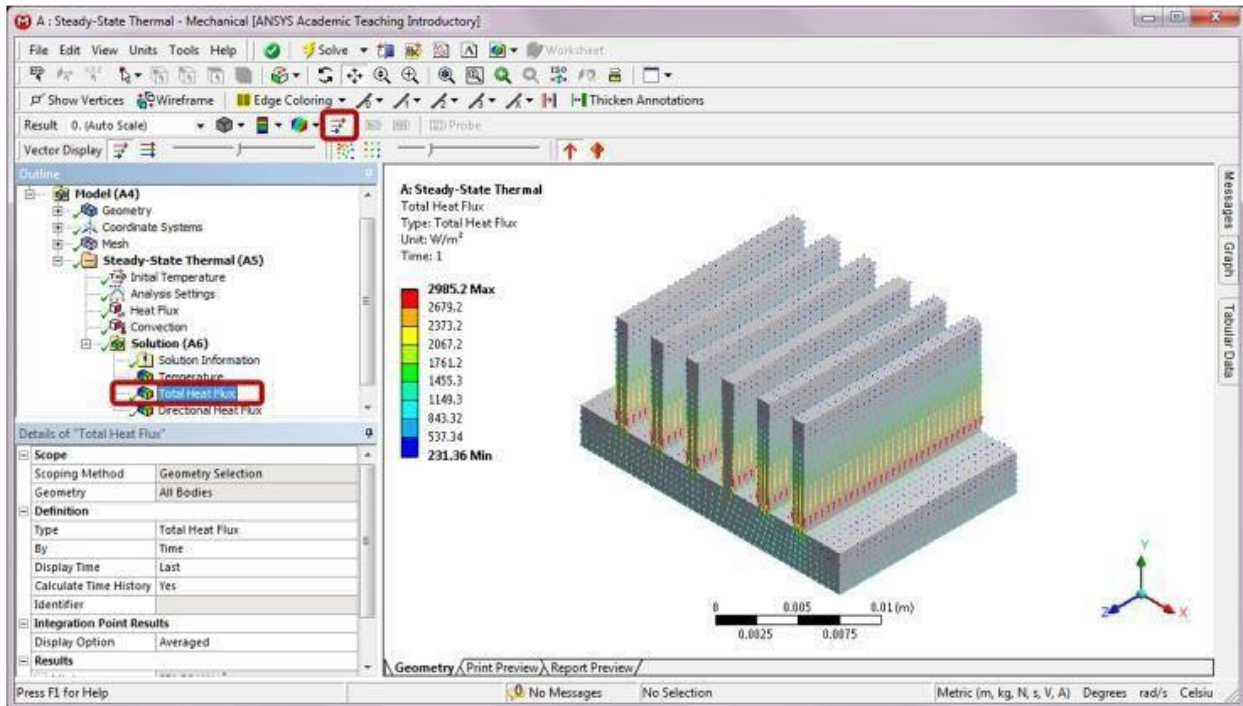 A : Steady-State Thermal - Mechanical [ANSYS Academic Teaching Introductory]
File Edit View Units Tools Help Solve Worksheet
Show Vertices Wireframe Edge Coloring Thicken Annotations
Result 0. (Auto Scale) Probe
Vector Display
Outline
Model (A4)
Geometry
Coordinate Systems
Mesh
Steady-State Thermal (A5)
Initial Temperature
Analysis Settings
Heat Flux
Convection
Solution (A6)
Solution Information
Temperature
Total Heat Flux
Directional Heat Flux
Details of "Total Heat Flux"
Scope
Scoping Method Geometry Selection
Geometry All Bodies
Definition
Type Total Heat Flux
By Time
Display Time Last
Calculate Time History Yes
Identifier
Integration Point Results
Display Option Averaged
Results
A: Steady-State Thermal
Total Heat Flux
Type: Total Heat Flux
Unit: W/m²
Time: 1
2985.2 Max
2679.2
2373.2
2067.2
1761.2
1455.3
1149.3
843.32
537.34
231.36 Min
0 0.005 0.01 (m)
0.0025 0.0075
Y
Z X
Geometry Print Preview Report Preview
Messages
Graph
Tabular Data
Press F1 for Help No Messages No Selection Metric (m, kg, N, s, V, A) Degrees rad/s Celsiu